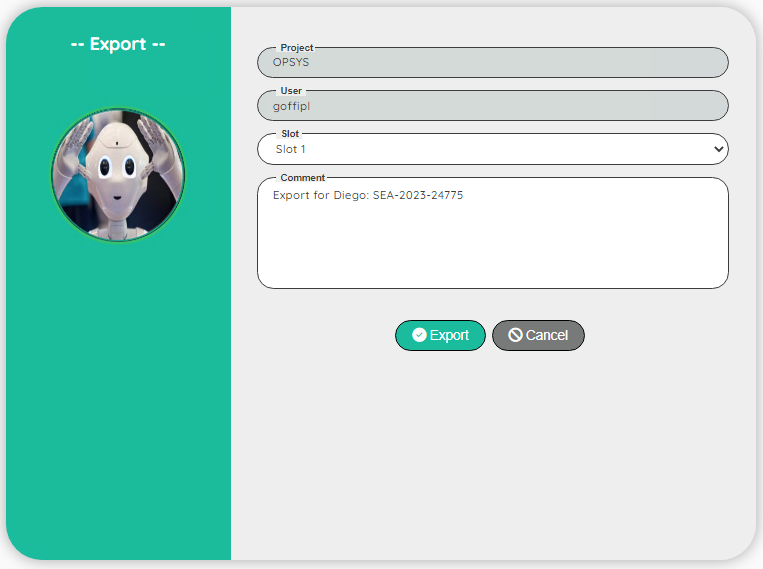 -- Export --
Project
OPSYS
User
goffipl
Slot
Slot 1
Comment
Export for Diego: SEA-2023-24775
Export
Cancel